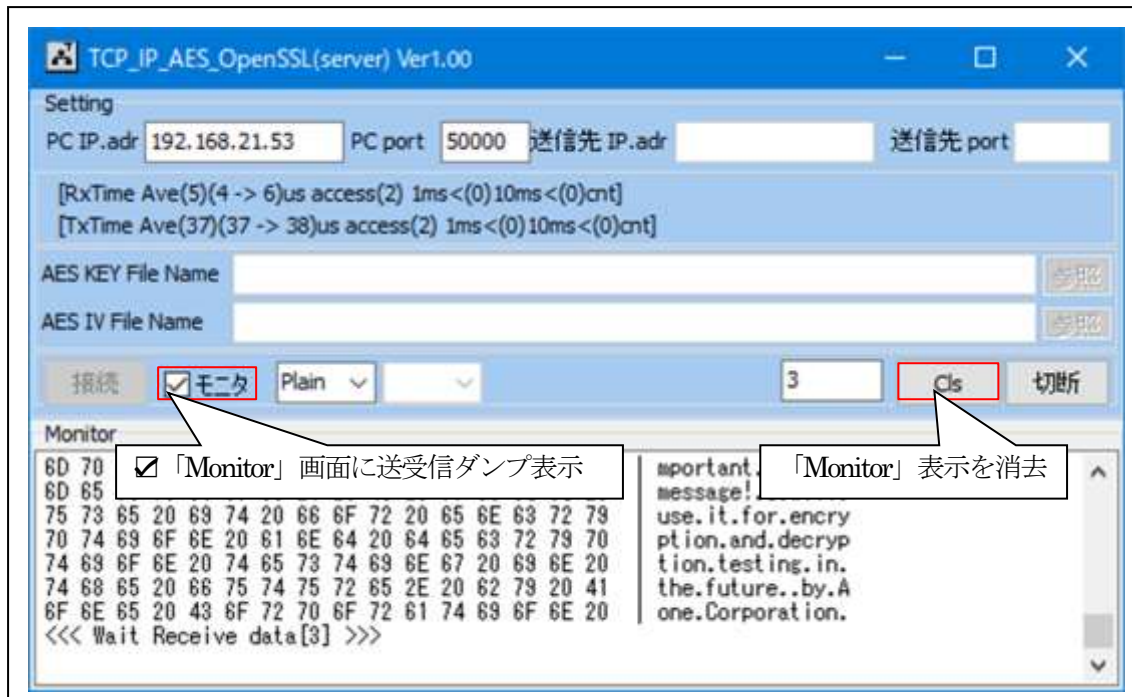 TCP_IP_AES_OpenSSL(server) Ver1.00
Setting
PC IP.adr 192.168.21.53 PC port 50000 送信先 IP.adr 送信先 port
[RxTime Ave(5)(4 -> 6)us access(2) 1ms<(0)10ms<(0)cnt]
[TxTime Ave(37)(37 -> 38)us access(2) 1ms<(0)10ms<(0)cnt]
AES KEY File Name 参照
AES IV File Name 参照
接続 ☑モニタ Plain 3 Cls 切断
Monitor
☑「Monitor」画面に送受信ダンプ表示
「Monitor」表示を消去
6D 70 mportant.
6D 65 message!
75 73 65 20 69 74 20 66 6F 72 20 65 6E 63 72 79 | use.it.for.encry
70 74 69 6F 6E 20 61 6E 64 20 64 65 63 72 79 70 | ption.and.decryp
74 69 6F 6E 20 74 65 73 74 69 6E 67 20 69 6E 20 | tion.testing.in.
74 68 65 20 66 75 74 75 72 65 2E 20 62 79 20 41 | the.future..by.A
6F 6E 65 20 43 6F 72 70 6F 72 61 74 69 6F 6E 20 | one.Corporation.
<<< Wait Receive data[3] >>>